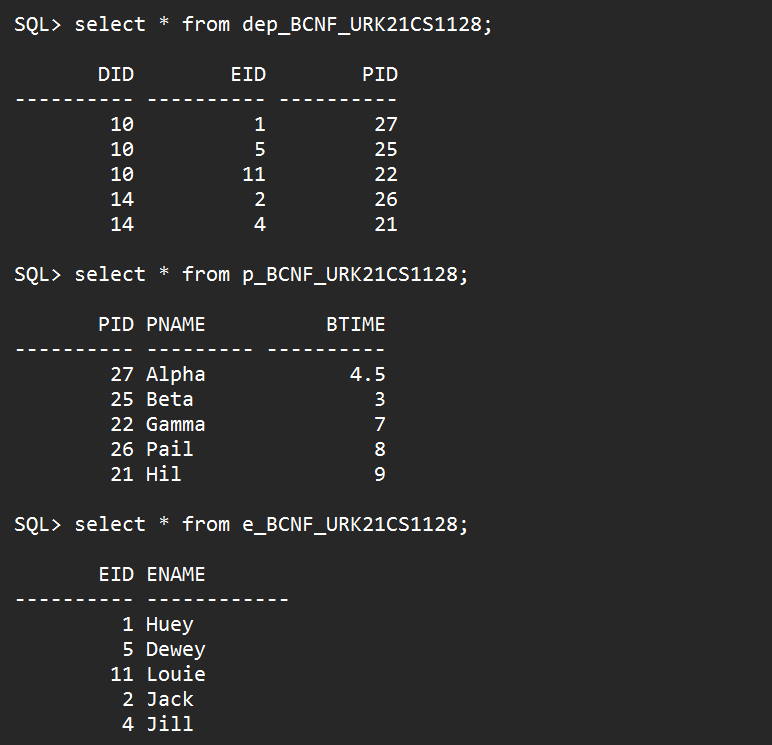 SQL> select * from dep_BCNF_URK21CS1128;
       DID        EID        PID
---------- ---------- ----------
        10          1         27
        10          5         25
        10         11         22
        14          2         26
        14          4         21
SQL> select * from p_BCNF_URK21CS1128;
       PID PNAME          BTIME
---------- --------- ----------
        27 Alpha            4.5
        25 Beta               3
        22 Gamma              7
        26 Pail               8
        21 Hil                9
SQL> select * from e_BCNF_URK21CS1128;
       EID ENAME
---------- ------------
         1 Huey
         5 Dewey
        11 Louie
         2 Jack
         4 Jill